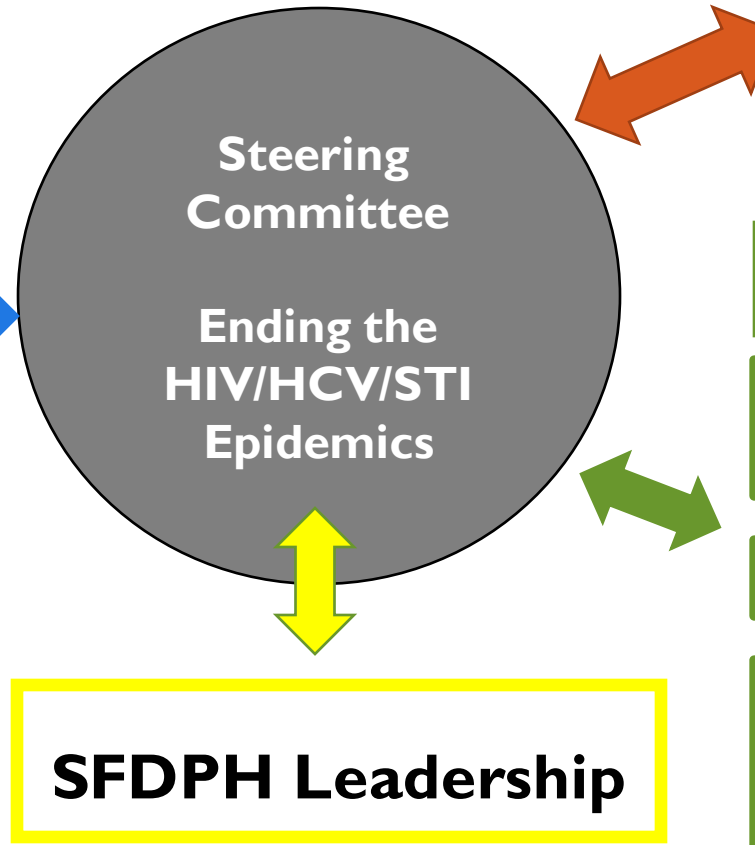 Steering
Committee
Ending the
HIV/HCV/STI
Epidemics
SFDPH Leadership